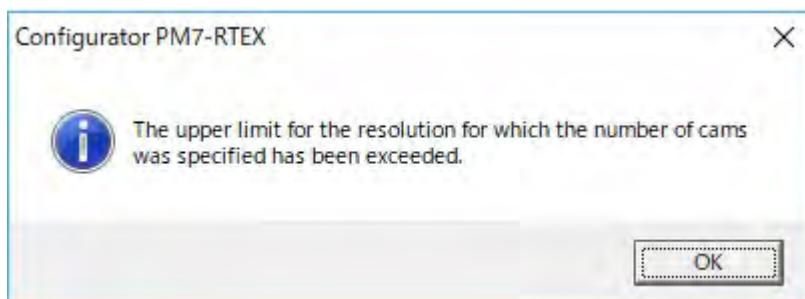 Configurator PM7-RTEX
The upper limit for the resolution for which the number of cams
was specified has been exceeded.
OK